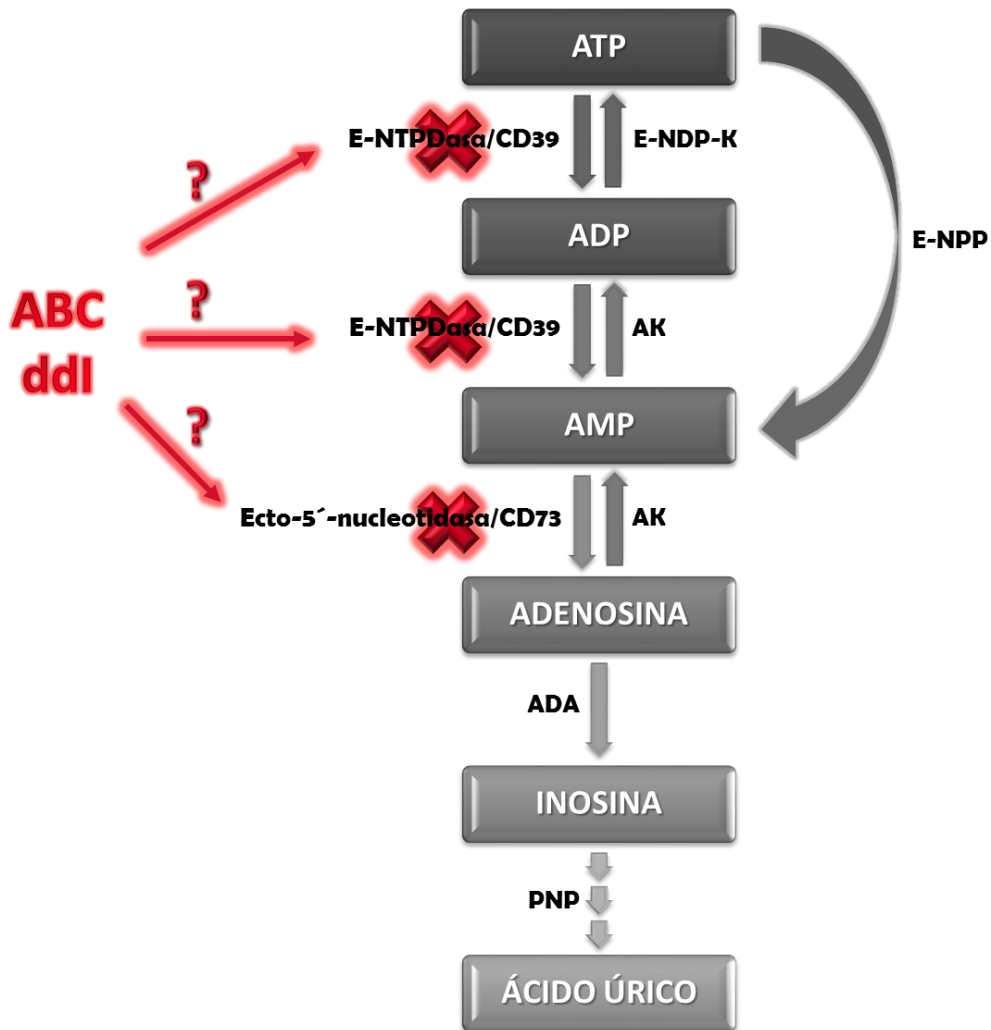 ATP
E-NTPDasa/CD39
E-NDP-K
?
ADP
E-NPP
?
ABC
ddI
E-NTPDasa/CD39
AK
AMP
?
Ecto-5´-nucleotidasa/CD73
AK
ADENOSINA
ADA
INOSINA
PNP
ÁCIDO ÚRICO